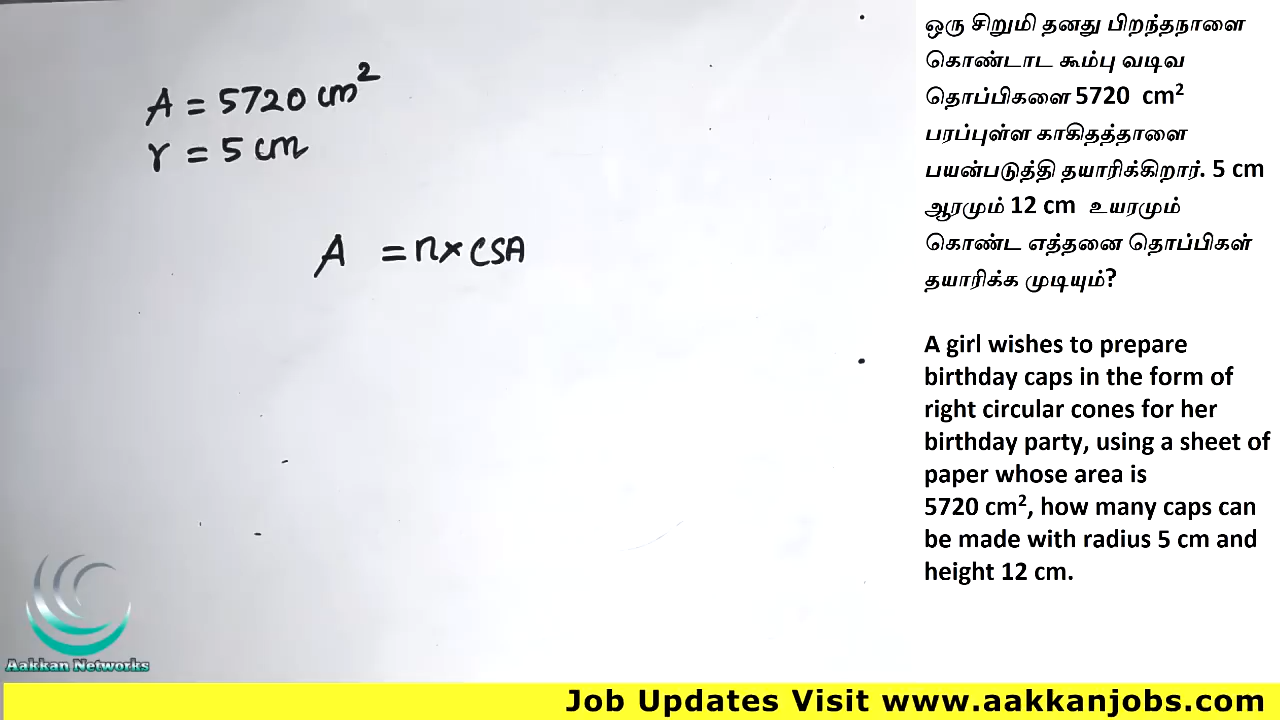 A = 5720 cm²
r = 5 cm
A = n × CSA
ஒரு சிறுமி தனது பிறந்தநாளை
கொண்டாட கூம்பு வடிவ
தொப்பிகளை 5720 cm²
பரப்புள்ள காகிதத்தாளை
பயன்படுத்தி தயாரிக்கிறார். 5 cm
ஆரமும் 12 cm உயரமும்
கொண்ட எத்தனை தொப்பிகள்
தயாரிக்க முடியும்?
A girl wishes to prepare
birthday caps in the form of
right circular cones for her
birthday party, using a sheet of
paper whose area is
5720 cm², how many caps can
be made with radius 5 cm and
height 12 cm.
Aakkan Networks
Job Updates Visit www.aakkanjobs.com